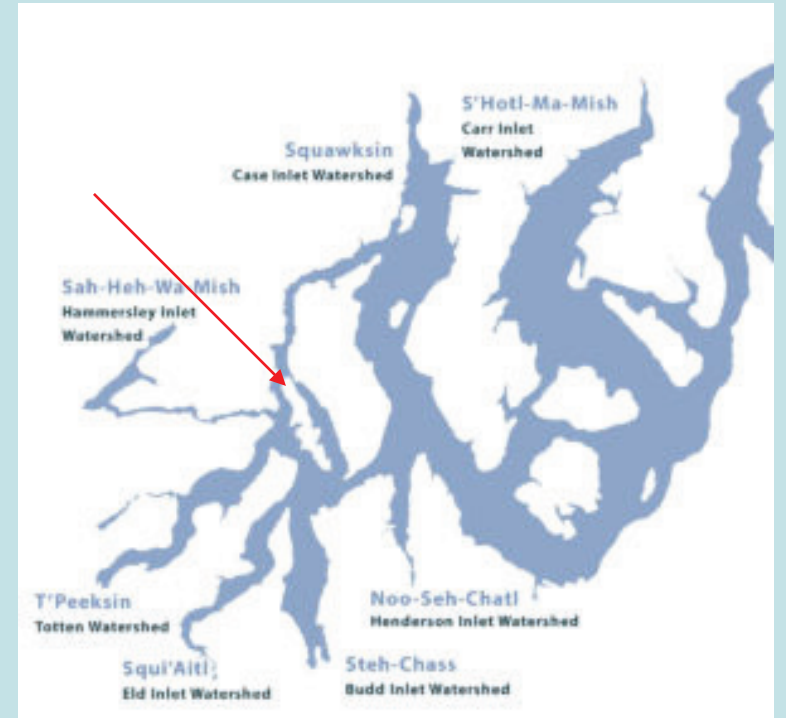 S'Hotl-Ma-Mish
Carr Inlet
Watershed
Squawksin
Case Inlet Watershed
Sah-Heh-Wa-Mish
Hammersley Inlet
Watershed
T'Peeksin
Totten Watershed
Noo-Seh-Chatl
Henderson Inlet Watershed
Squi'Aitl
Eld Inlet Watershed
Steh-Chass
Budd Inlet Watershed